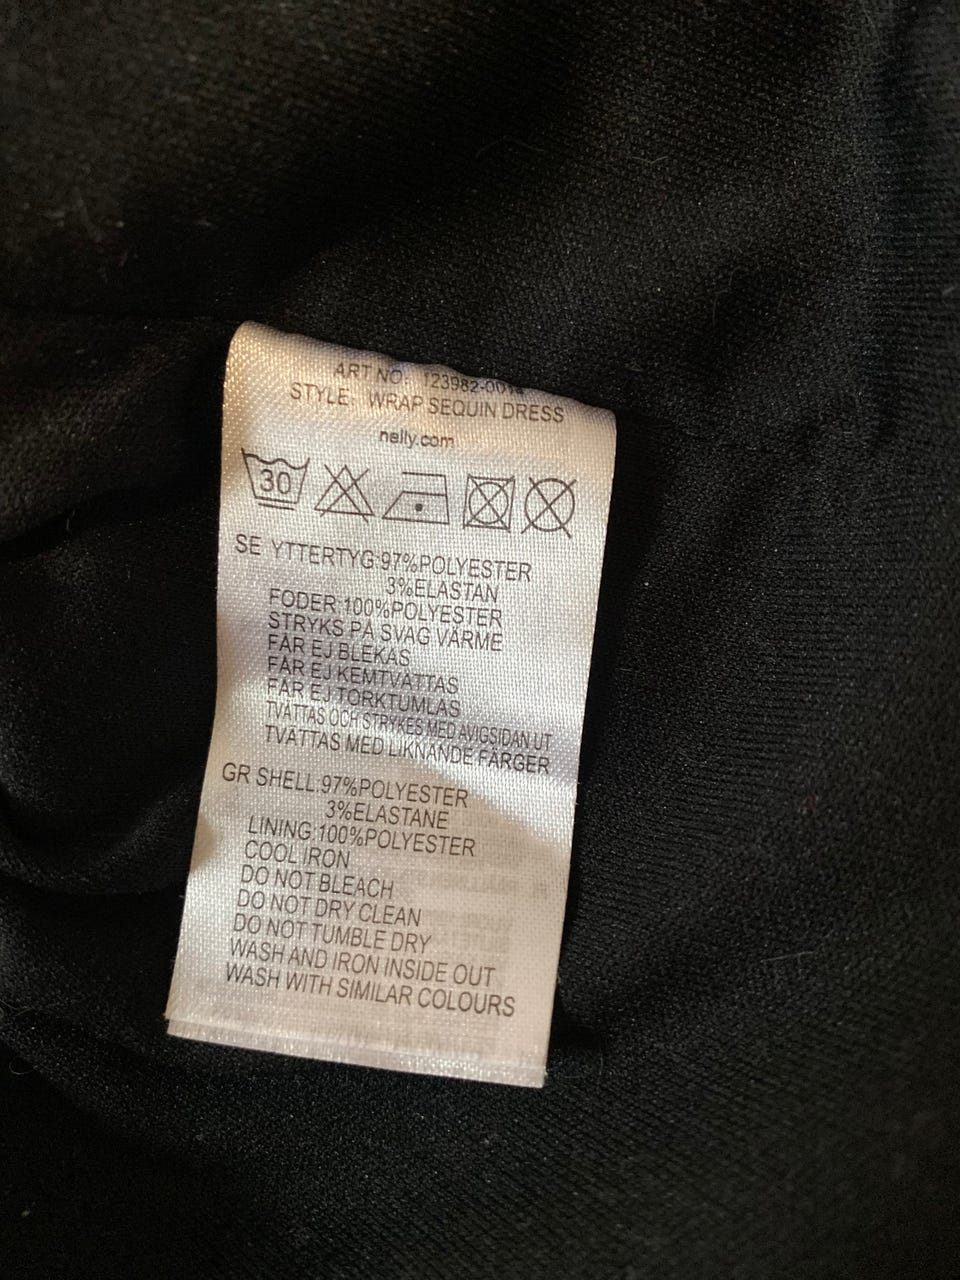 ART NO: 123982-0014
STYLE: WRAP SEQUIN DRESS
nelly.com
30
SE YTTERTYG:97%POLYESTER
3%ELASTAN
FODER:100%POLYESTER
STRYKS PÅ SVAG VÄRME
FÅR EJ BLEKAS
FÅR EJ KEMTVÄTTAS
FÅR EJ TORKTUMLAS
TVÄTTAS OCH STRYKES MED AVIGSIDAN UT
TVÄTTAS MED LIKNANDE FÄRGER
GR SHELL:97%POLYESTER
3%ELASTANE
LINING:100%POLYESTER
COOL IRON
DO NOT BLEACH
DO NOT DRY CLEAN
DO NOT TUMBLE DRY
WASH AND IRON INSIDE OUT
WASH WITH SIMILAR COLOURS